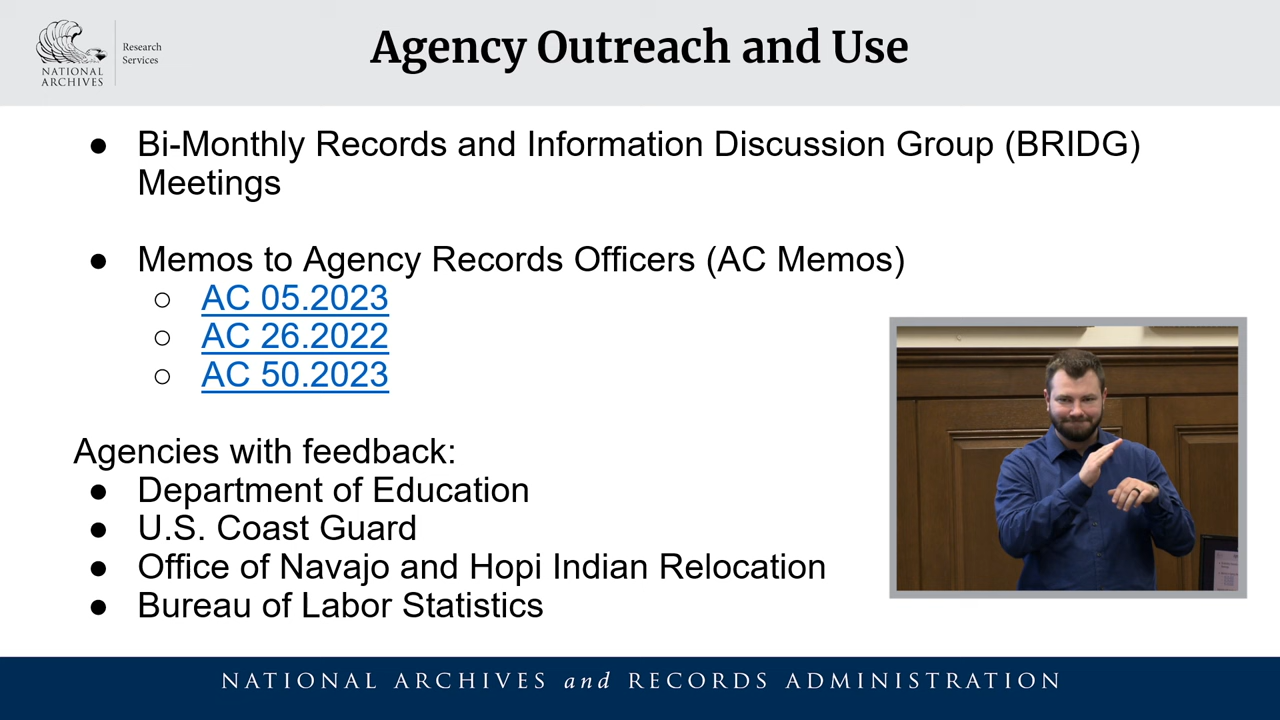 NATIONAL
ARCHIVES
Research
Services
Agency Outreach and Use
● Bi-Monthly Records and Information Discussion Group (BRIDG)
Meetings
● Memos to Agency Records Officers (AC Memos)
○ AC 05.2023
○ AC 26.2022
○ AC 50.2023
Agencies with feedback:
● Department of Education
● U.S. Coast Guard
● Office of Navajo and Hopi Indian Relocation
● Bureau of Labor Statistics
NATIONAL ARCHIVES and RECORDS ADMINISTRATION